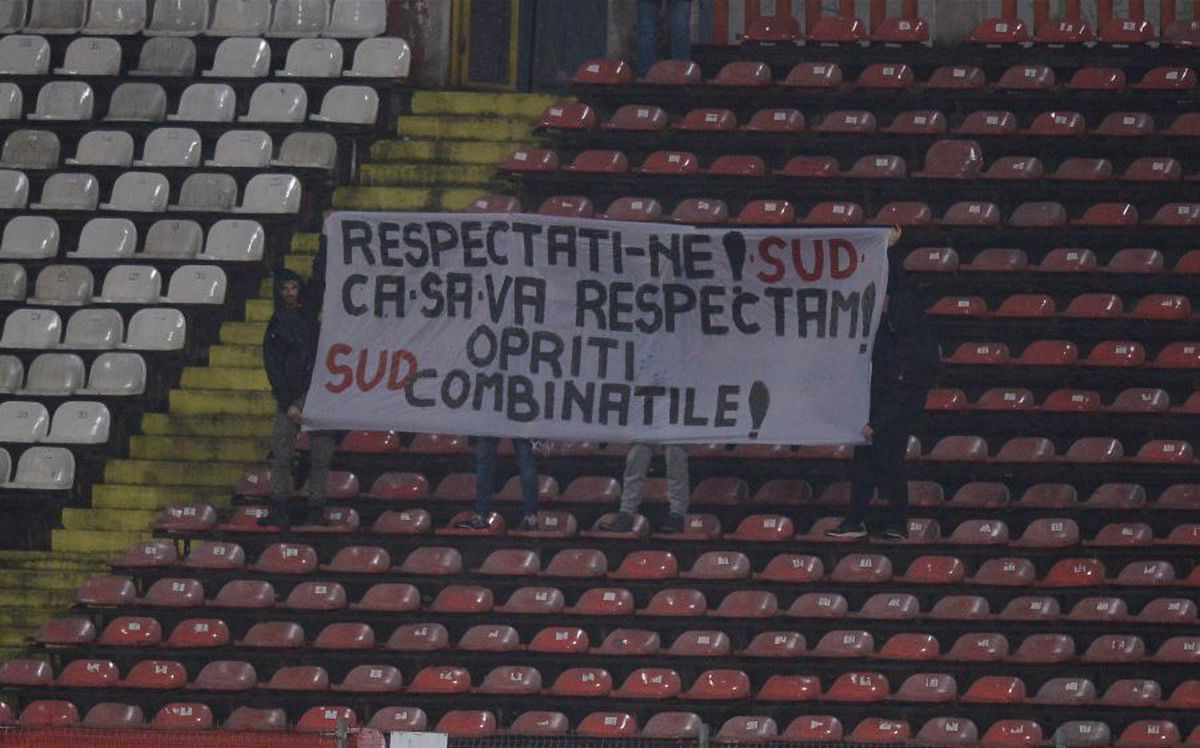 RESPECTATI-NE! ·SUD·
CA·SA·VA RESPECTAM!
OPRITI
SUD COMBINATILE!